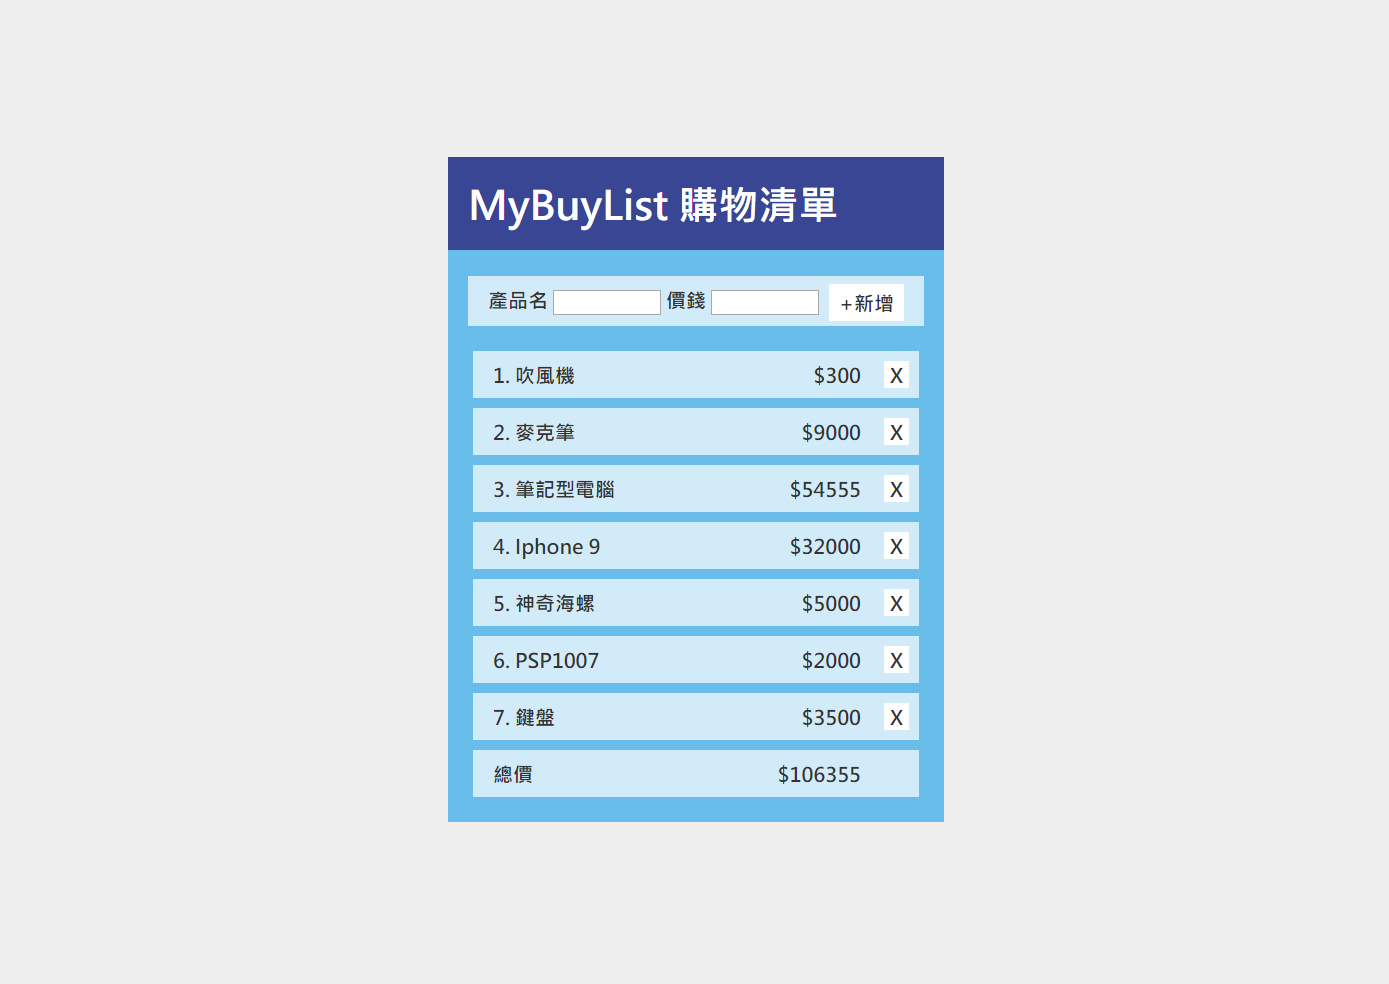 MyBuyList 購物清單
產品名 價錢 +新增
1. 吹風機 $300 X
2. 麥克筆 $9000 X
3. 筆記型電腦 $54555 X
4. Iphone 9 $32000 X
5. 神奇海螺 $5000 X
6. PSP1007 $2000 X
7. 鍵盤 $3500 X
總價 $106355